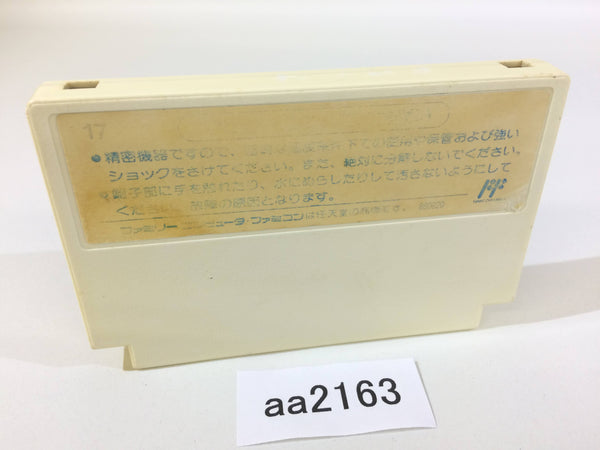 17
●精密機器ですので、 での使用や保管および強い
ショックをさけてください。また、絶対に分解しないでください。
端子部に手を触れたり、水にぬらしたりして汚さないようにして
くだ 故障の原因となります。
ファミリー コンピュータ・ファミコンは任天堂の商標です。
aa2163